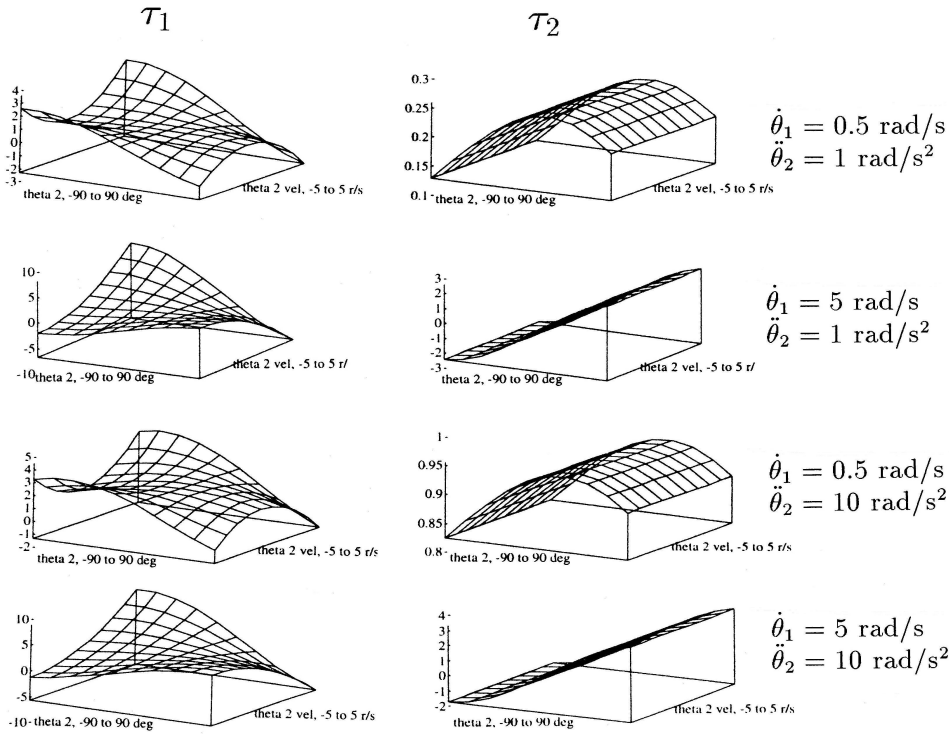 τ₁ τ₂
4
3
2
1
0
-1
-2
-3
theta 2, -90 to 90 deg
theta 2 vel, -5 to 5 r/s
0.3
0.25
0.2
0.15
0.1
theta 2, -90 to 90 deg
theta 2 vel, -5 to 5 r/s
θ̇₁ = 0.5 rad/s
θ̈₂ = 1 rad/s²
10
5
0
-5
-10
theta 2, -90 to 90 deg
theta 2 vel, -5 to 5 r/
3
2
1
0
-1
-2
-3
theta 2, -90 to 90 deg
theta 2 vel, -5 to 5 r/
θ̇₁ = 5 rad/s
θ̈₂ = 1 rad/s²
5
4
3
2
1
0
-1
-2
theta 2, -90 to 90 deg
theta 2 vel, -5 to 5 r/s
1
0.95
0.9
0.85
0.8
theta 2, -90 to 90 deg
theta 2 vel, -5 to 5 r/s
θ̇₁ = 0.5 rad/s
θ̈₂ = 10 rad/s²
10
5
0
-5
-10
theta 2, -90 to 90 deg
theta 2 vel, -5 to 5 r/s
4
3
2
1
0
-1
-2
theta 2, -90 to 90 deg
theta 2 vel, -5 to 5 r/s
θ̇₁ = 5 rad/s
θ̈₂ = 10 rad/s²